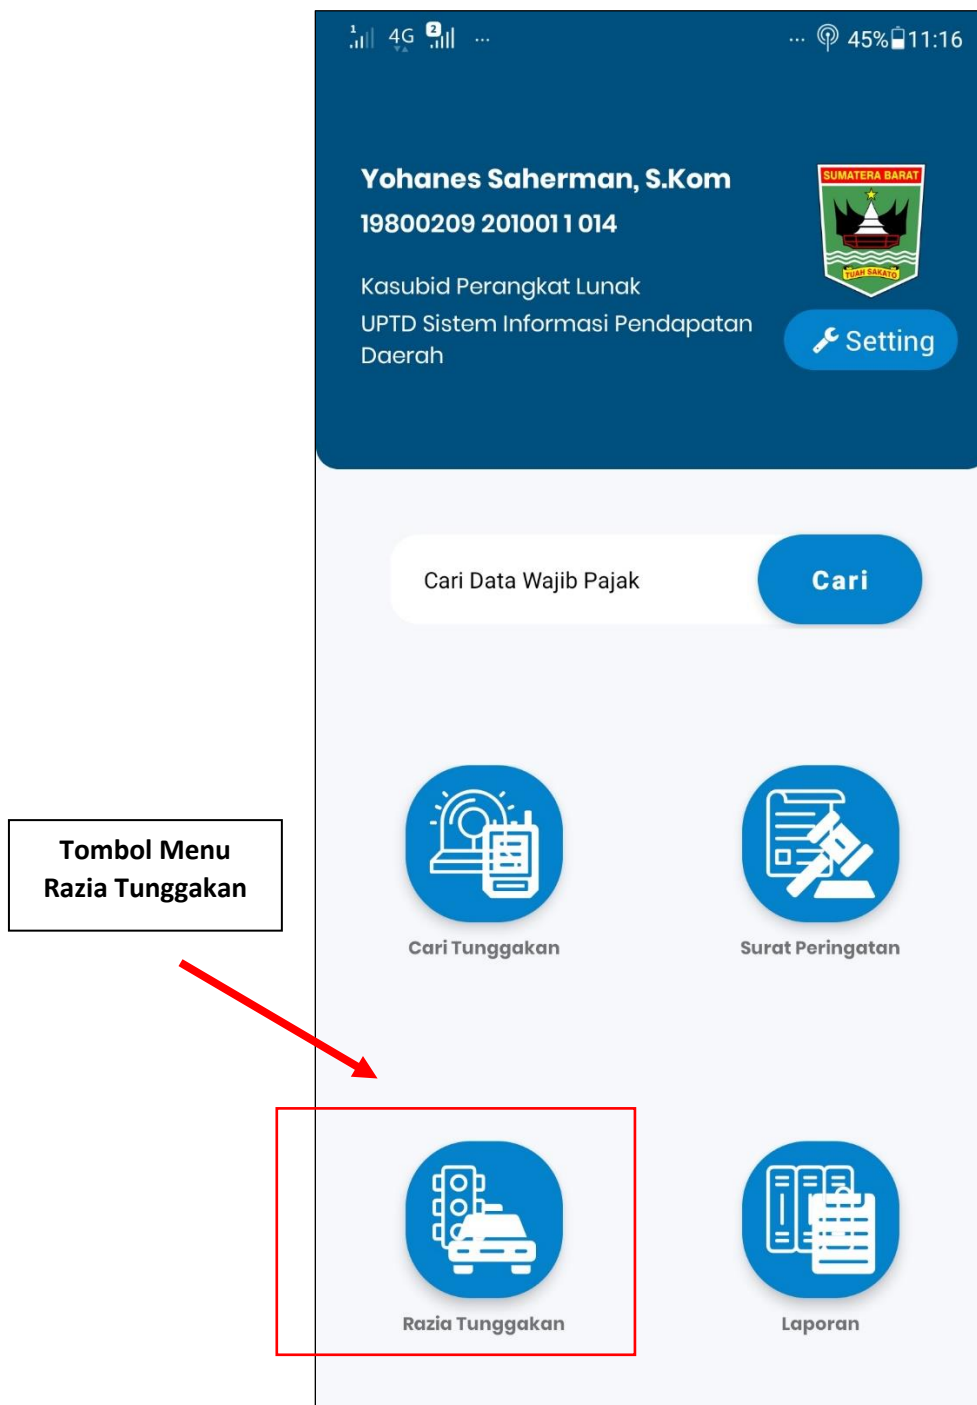 1 4G 2 ... ... 45% 11:16
Yohanes Saherman, S.Kom
19800209 201001 1 014
SUMATERA BARAT
TUAH SAKATO
Kasubid Perangkat Lunak
UPTD Sistem Informasi Pendapatan
Daerah
Setting
Cari Data Wajib Pajak
Cari
Tombol Menu
Razia Tunggakan
Cari Tunggakan
Surat Peringatan
Razia Tunggakan
Laporan